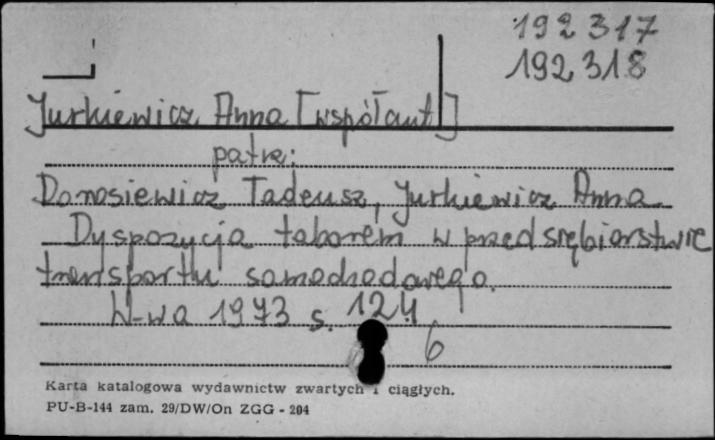 192317
192318
Jurkiewicz Anna [współaut]
patrz:
Danasiewicz Tadeusz, Jurkiewicz Anna
Dyspozycja taborem w przedsiębiorstwie
transportu samochodowego.
W-wa 1973 s. 124
6
Karta katalogowa wydawnictw zwartych i ciągłych.
PU-B-144 zam. 29/DW/On ZGG - 204